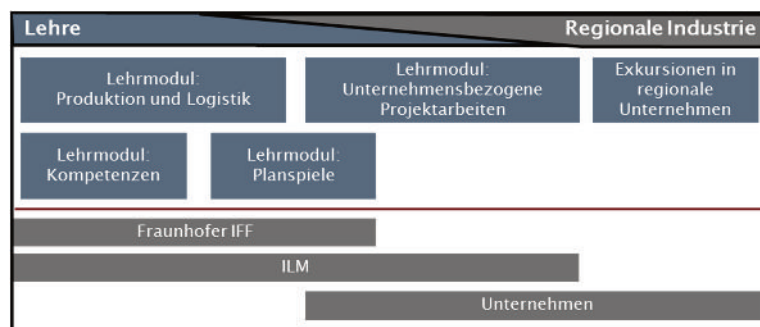 Lehre
Regionale Industrie
Lehrmodul:
Produktion und Logistik
Lehrmodul:
Unternehmensbezogene
Projektarbeiten
Exkursionen in
regionale
Unternehmen
Lehrmodul:
Kompetenzen
Lehrmodul:
Planspiele
Fraunhofer IFF
ILM
Unternehmen